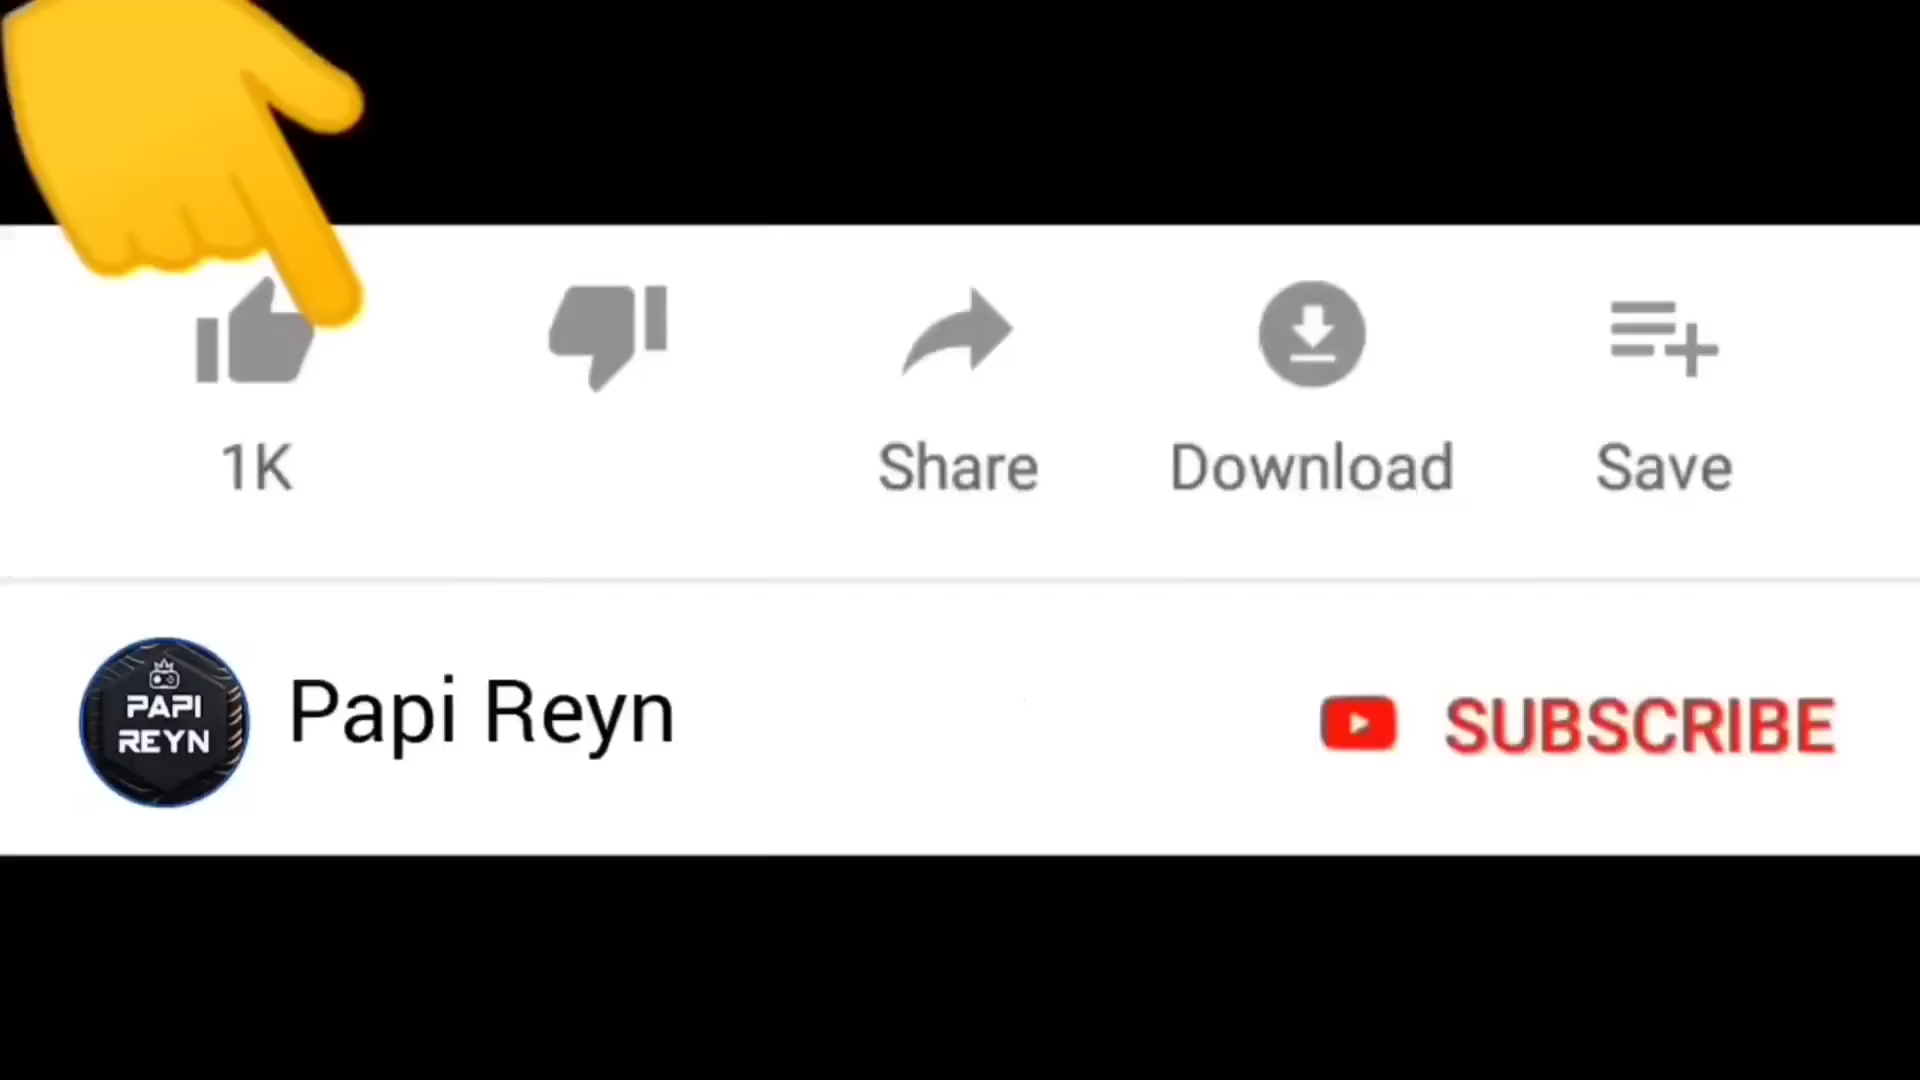 1K
Share
Download
Save
PAPI
REYN
Papi Reyn
SUBSCRIBE